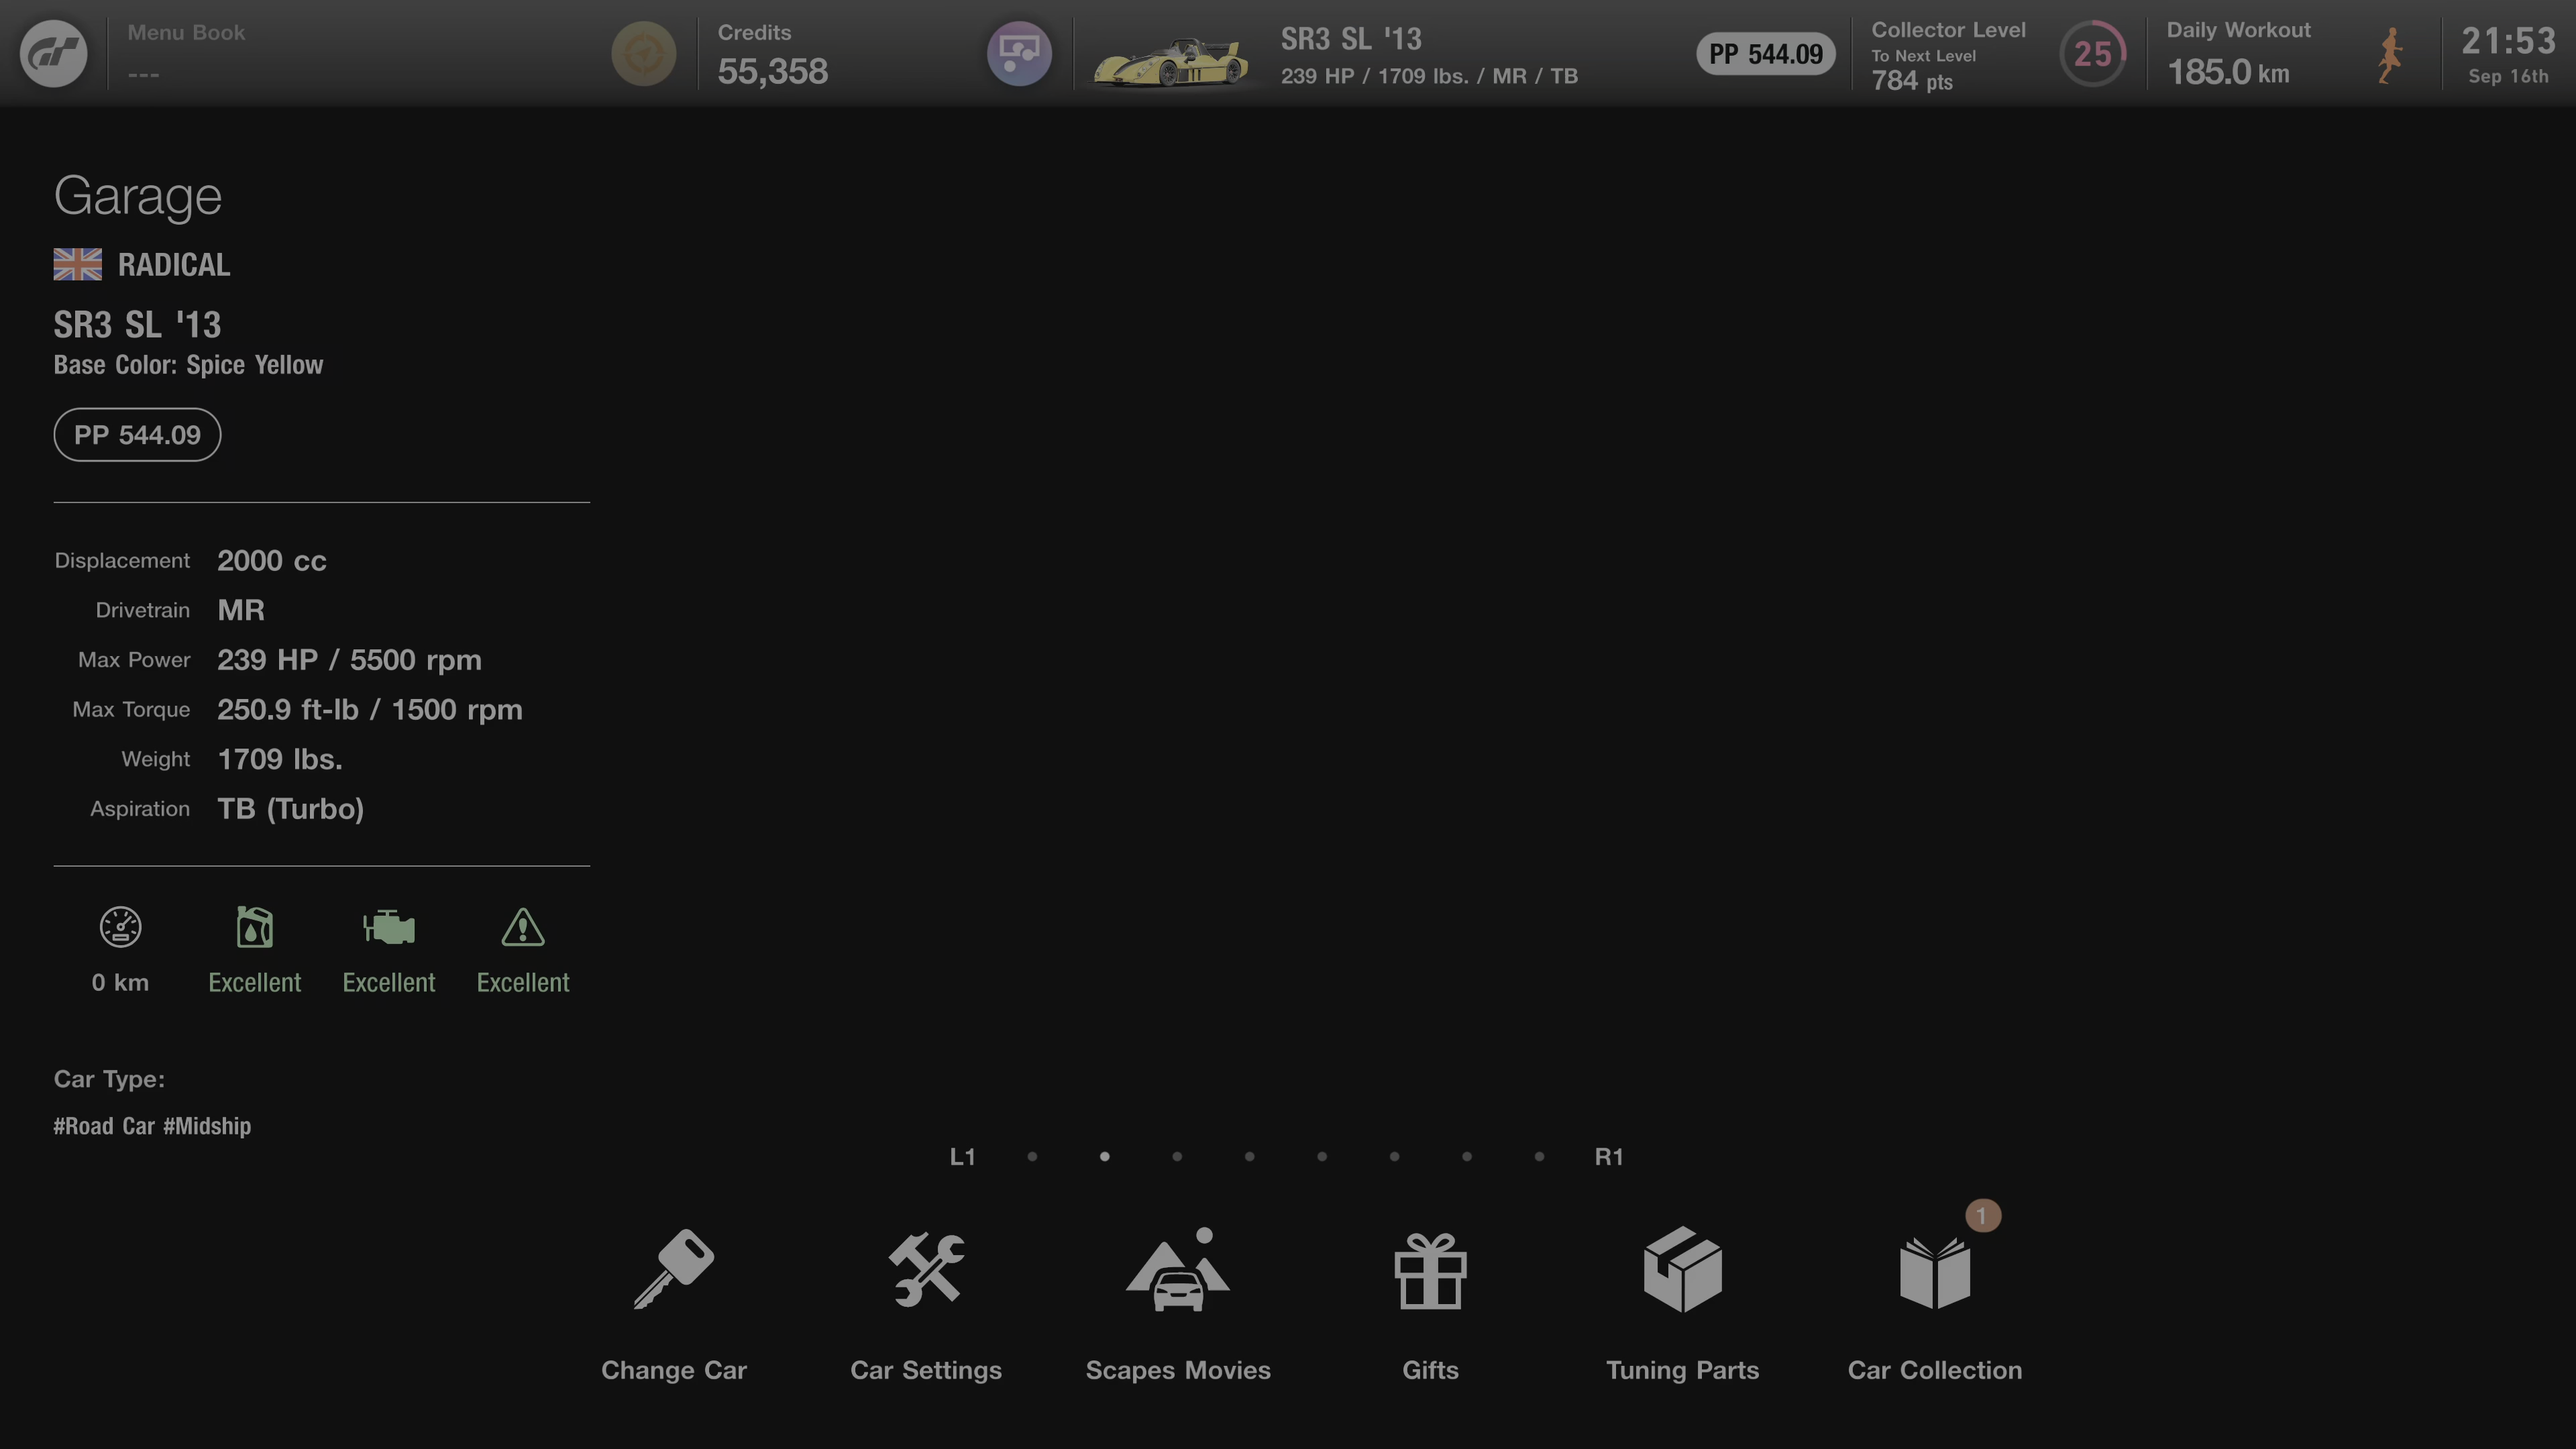 Menu Book
---
Credits
55,358
SR3 SL '13
239 HP / 1709 lbs. / MR / TB
PP 544.09
Collector Level
To Next Level
784 pts
25
Daily Workout
185.0 km
21:53
Sep 16th
Garage
RADICAL
SR3 SL '13
Base Color: Spice Yellow
PP 544.09
Displacement 2000 cc
Drivetrain MR
Max Power 239 HP / 5500 rpm
Max Torque 250.9 ft-lb / 1500 rpm
Weight 1709 lbs.
Aspiration TB (Turbo)
0 km Excellent Excellent Excellent
Car Type:
#Road Car #Midship
L1 R1
1
Change Car Car Settings Scapes Movies Gifts Tuning Parts Car Collection